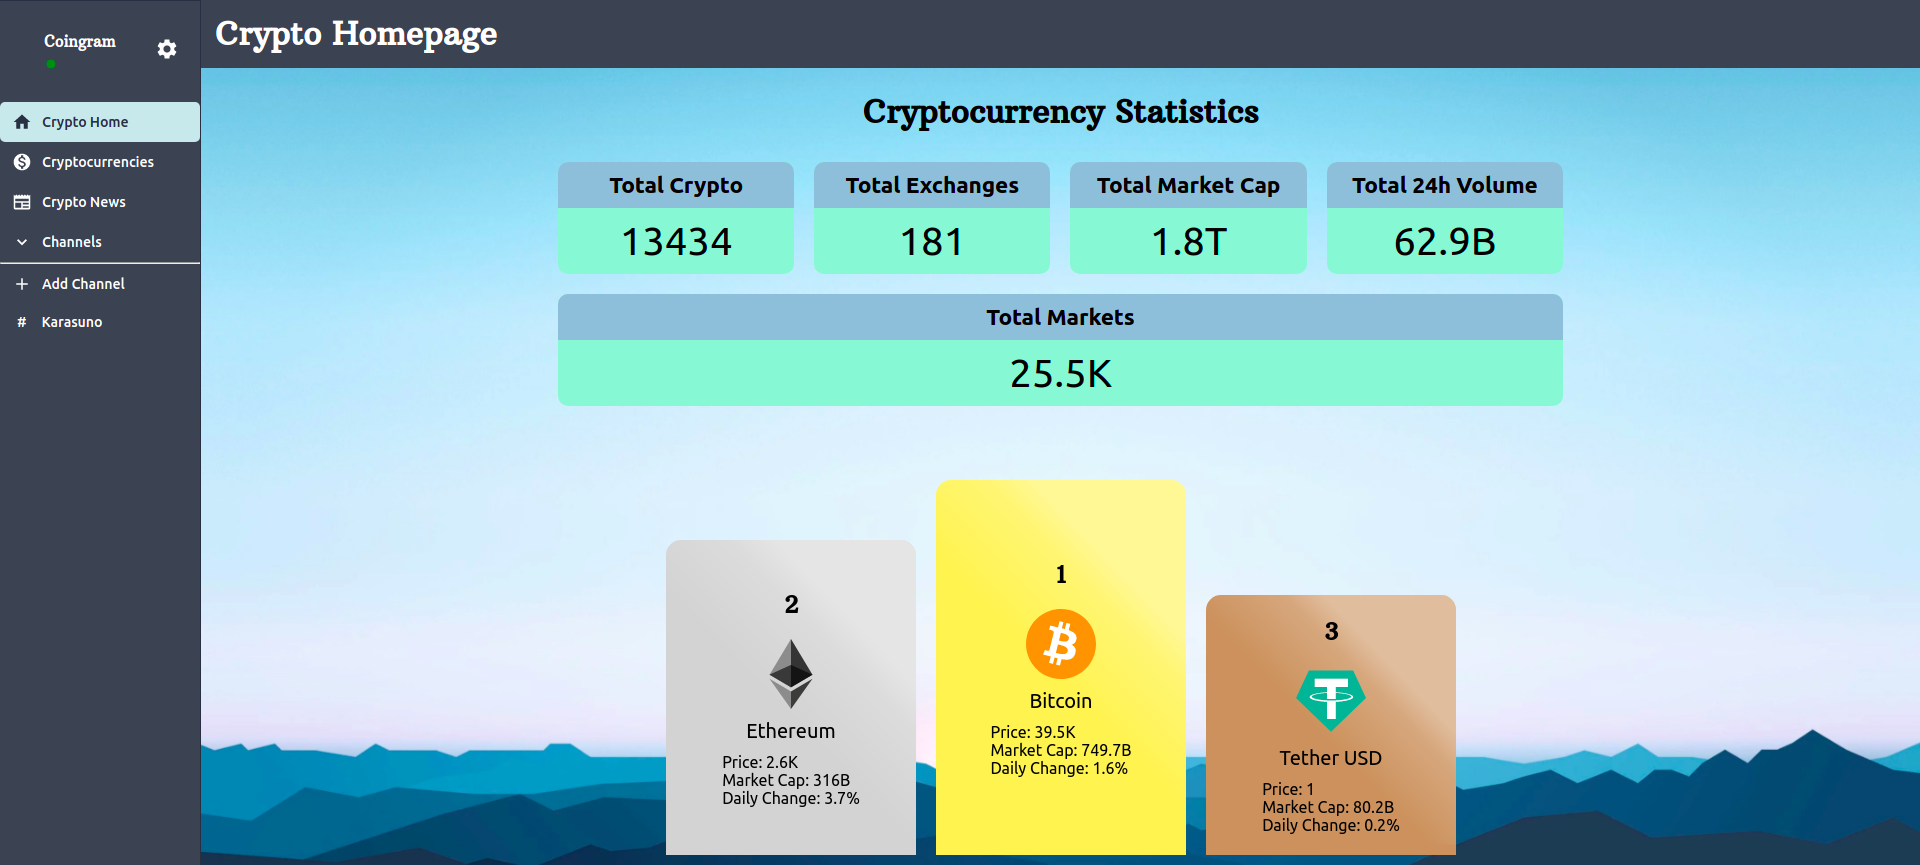 Coingram
Crypto Home
Cryptocurrencies
Crypto News
Channels
Add Channel
# Karasuno
Crypto Homepage
Cryptocurrency Statistics
Total Crypto
13434
Total Exchanges
181
Total Market Cap
1.8T
Total 24h Volume
62.9B
Total Markets
25.5K
2
Ethereum
Price: 2.6K
Market Cap: 316B
Daily Change: 3.7%
1
Bitcoin
Price: 39.5K
Market Cap: 749.7B
Daily Change: 1.6%
3
Tether USD
Price: 1
Market Cap: 80.2B
Daily Change: 0.2%